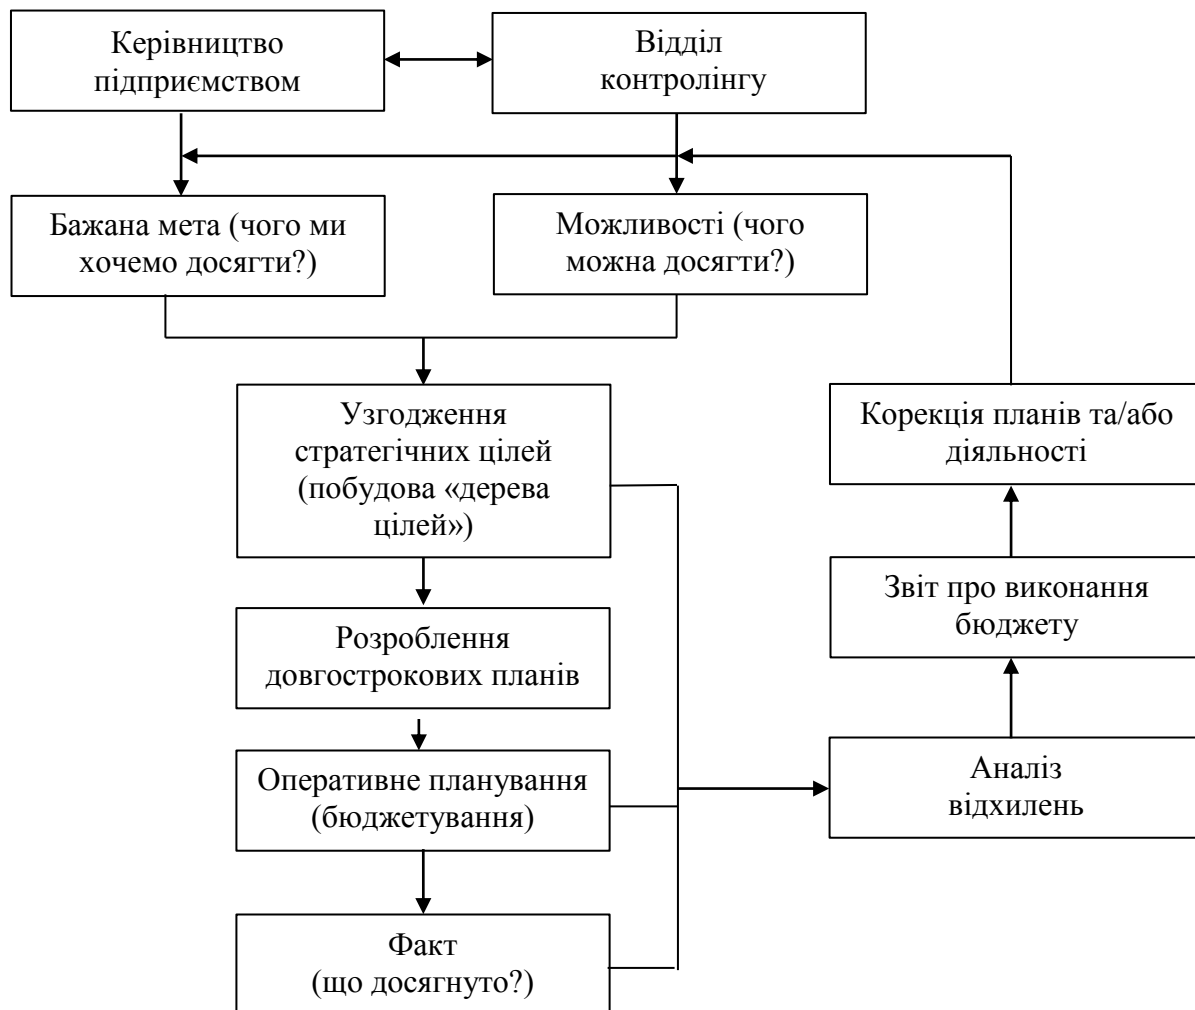 Керівництво
підприємством
Відділ
контролінгу
Бажана мета (чого ми
хочемо досягти?)
Можливості (чого
можна досягти?)
Узгодження
стратегічних цілей
(побудова «дерева
цілей»)
Корекція планів та/або
діяльності
Звіт про виконання
бюджету
Розроблення
довгострокових планів
Оперативне планування
(бюджетування)
Аналіз
відхилень
Факт
(що досягнуто?)